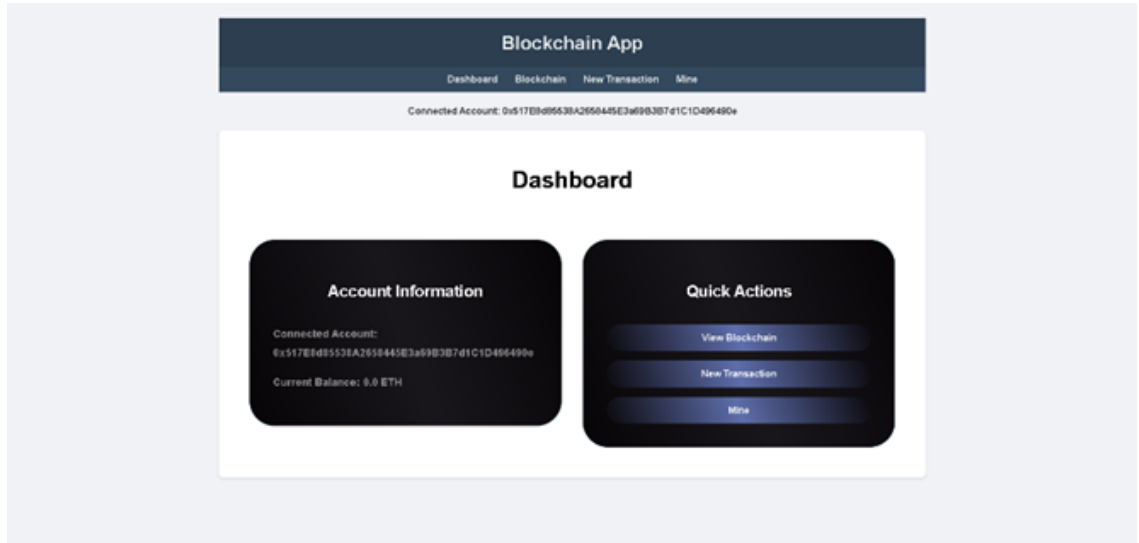 Blockchain App
Dashboard Blockchain New Transaction Mine
Connected Account:
Dashboard
Account Information
Connected Account:
Current Balance: 0.0 ETH
Quick Actions
View Blockchain
New Transaction
Mine